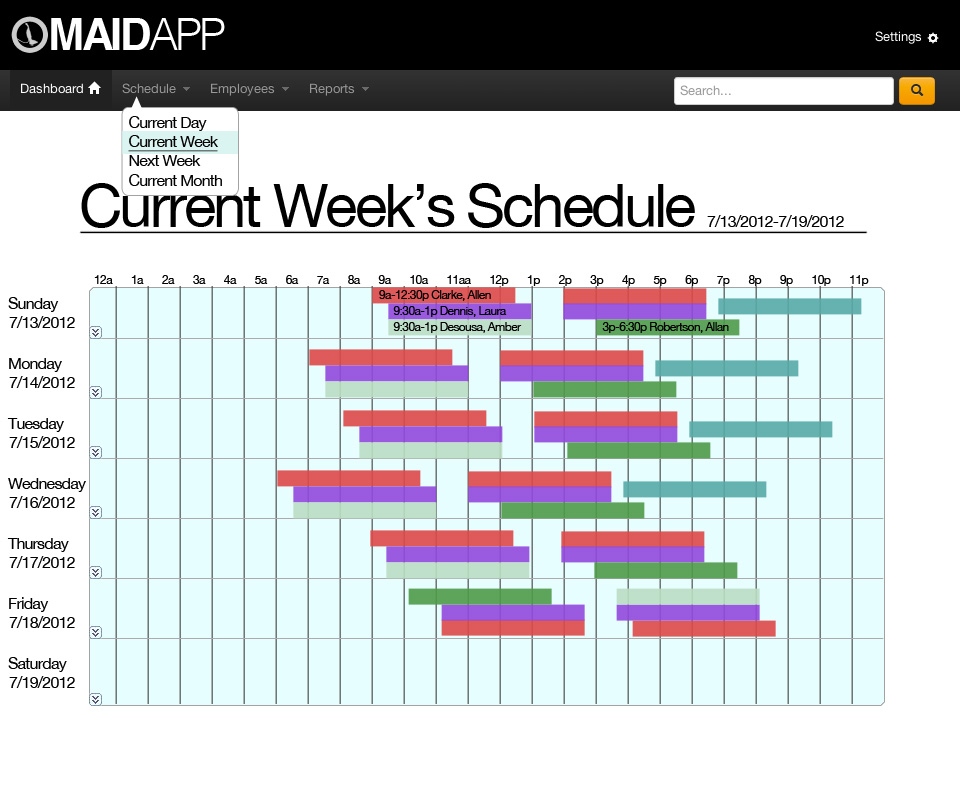 MAIDAPP
Settings
Dashboard Schedule Employees Reports Search...
Current Day
Current Week
Next Week
Current Month
Current Week's Schedule 7/13/2012-7/19/2012
12a 1a 2a 3a 4a 5a 6a 7a 8a 9a 10a 11aa 12p 1p 2p 3p 4p 5p 6p 7p 8p 9p 10p 11p
Sunday
7/13/2012
9a-12:30p Clarke, Allen
9:30a-1p Dennis, Laura
9:30a-1p Desousa, Amber
3p-6:30p Robertson, Allan
Monday
7/14/2012
Tuesday
7/15/2012
Wednesday
7/16/2012
Thursday
7/17/2012
Friday
7/18/2012
Saturday
7/19/2012